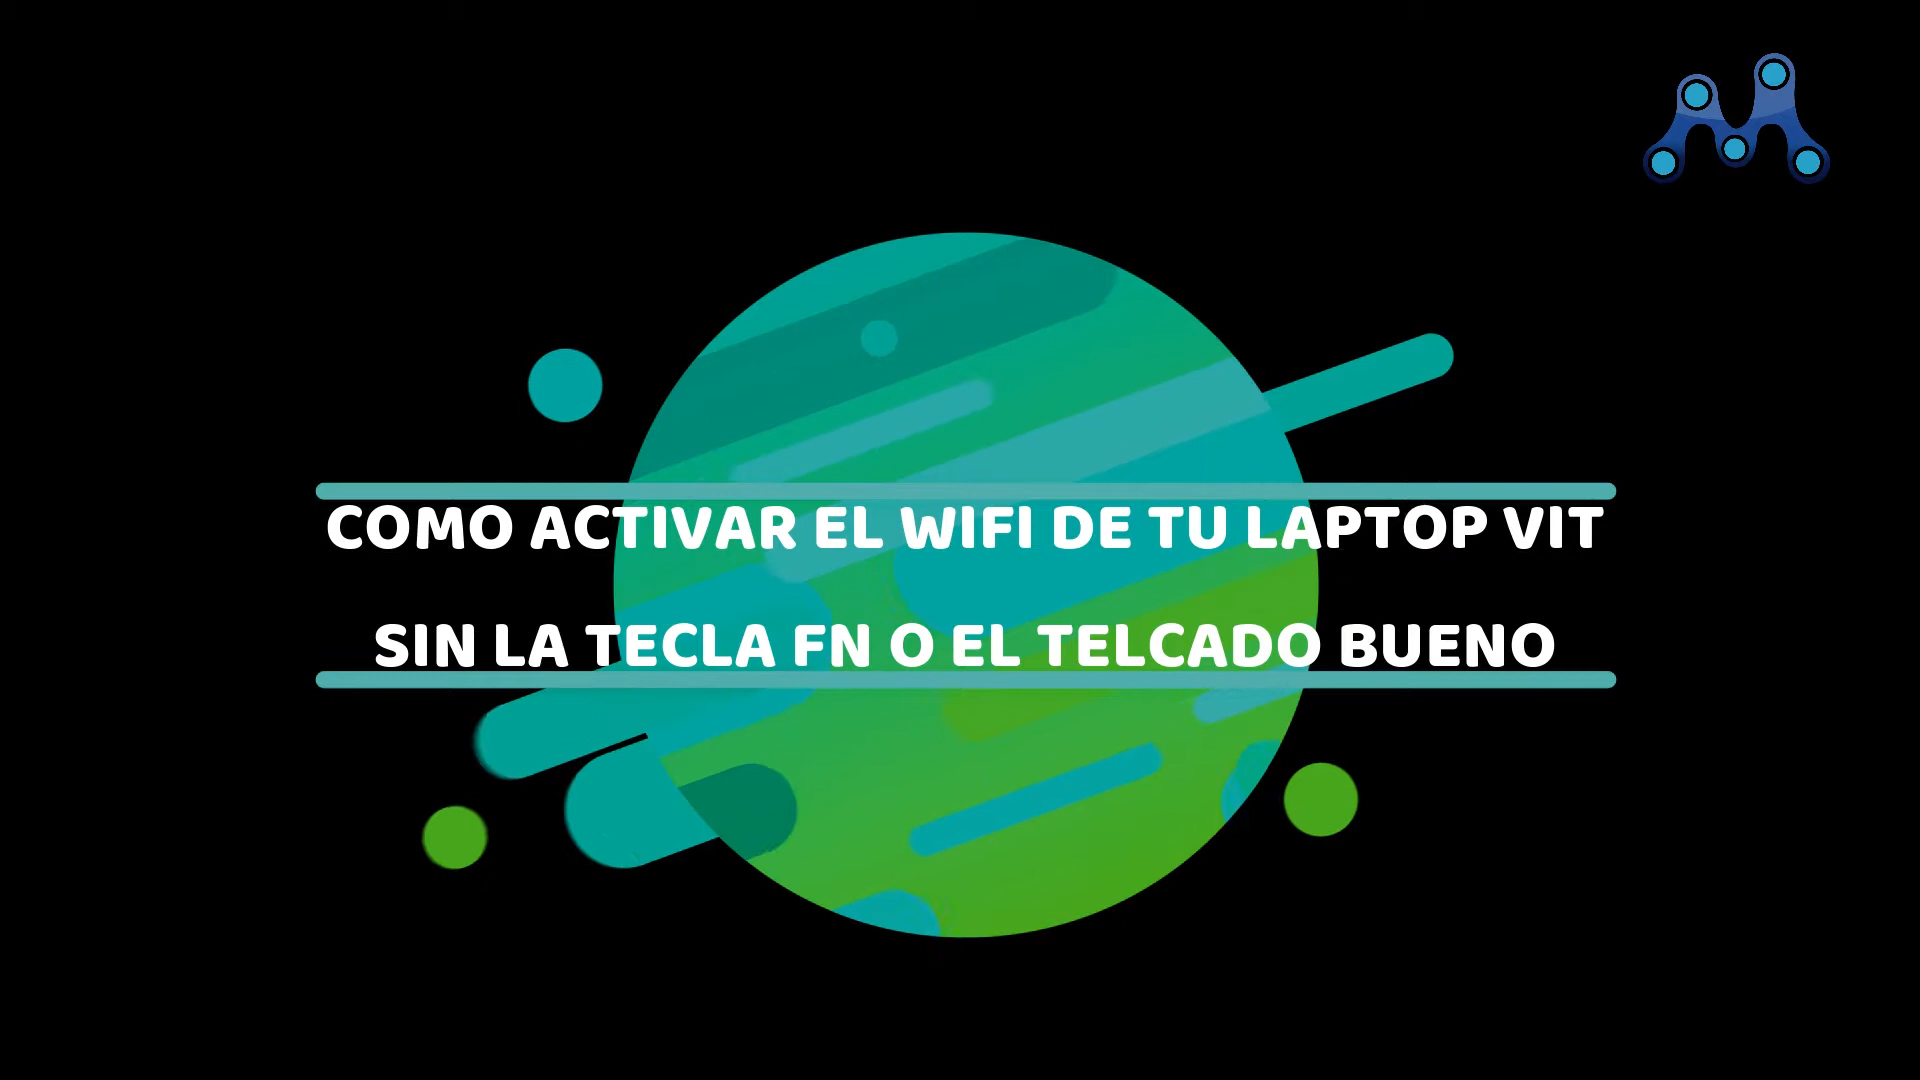 COMO ACTIVAR EL WIFI DE TU LAPTOP VIT
SIN LA TECLA FN O EL TELCADO BUENO